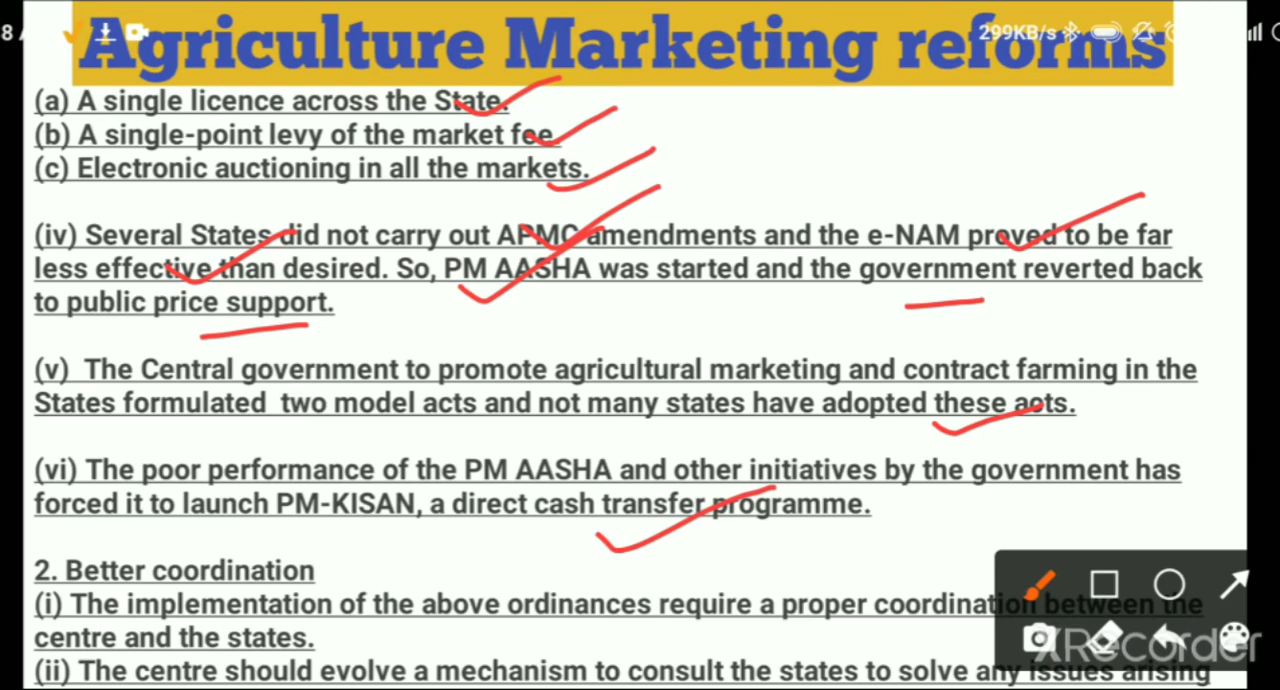 8
299KB/s
Agriculture Marketing reforms
(a) A single licence across the State.
(b) A single-point levy of the market fee.
(c) Electronic auctioning in all the markets.
(iv) Several States did not carry out APMC amendments and the e-NAM proved to be far
less effective than desired. So, PM AASHA was started and the government reverted back
to public price support.
(v) The Central government to promote agricultural marketing and contract farming in the
States formulated two model acts and not many states have adopted these acts.
(vi) The poor performance of the PM AASHA and other initiatives by the government has
forced it to launch PM-KISAN, a direct cash transfer programme.
2. Better coordination
(i) The implementation of the above ordinances require a proper coordination between the
centre and the states.
XRecorder
(ii) The centre should evolve a mechanism to consult the states to solve any issues arising